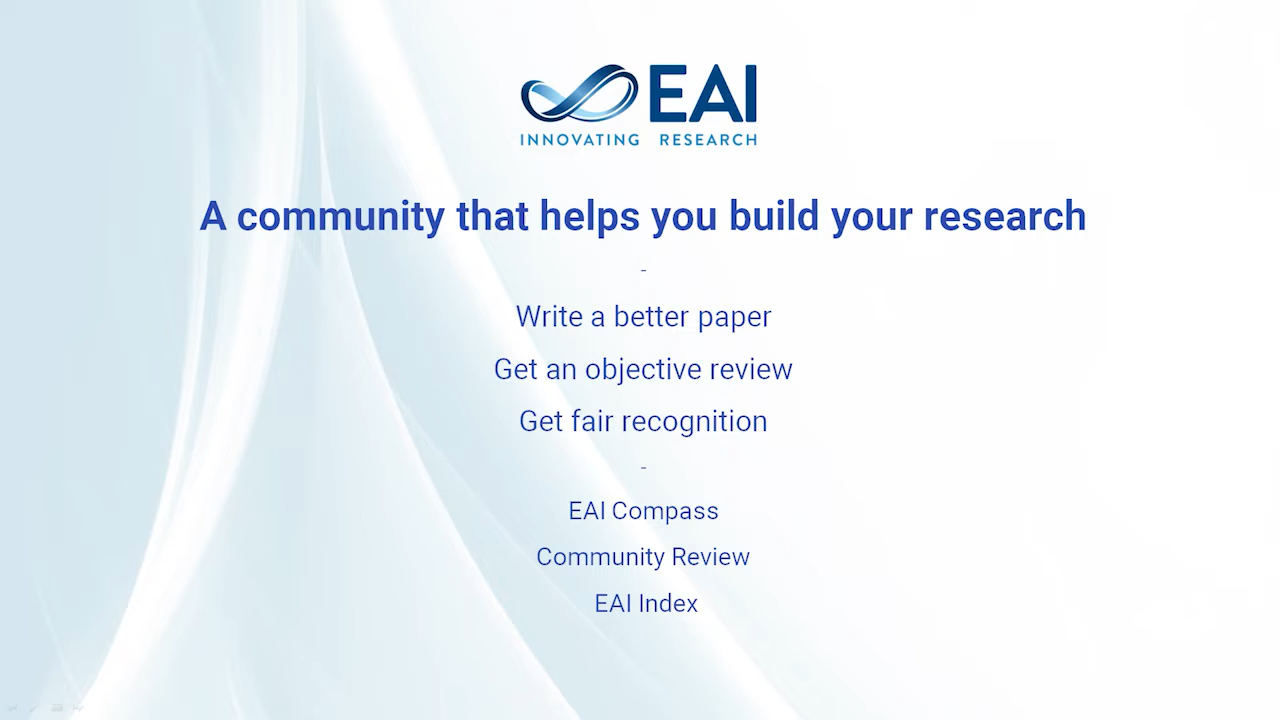 EAI
INNOVATING RESEARCH
A community that helps you build your research
-
Write a better paper
Get an objective review
Get fair recognition
-
EAI Compass
Community Review
EAI Index